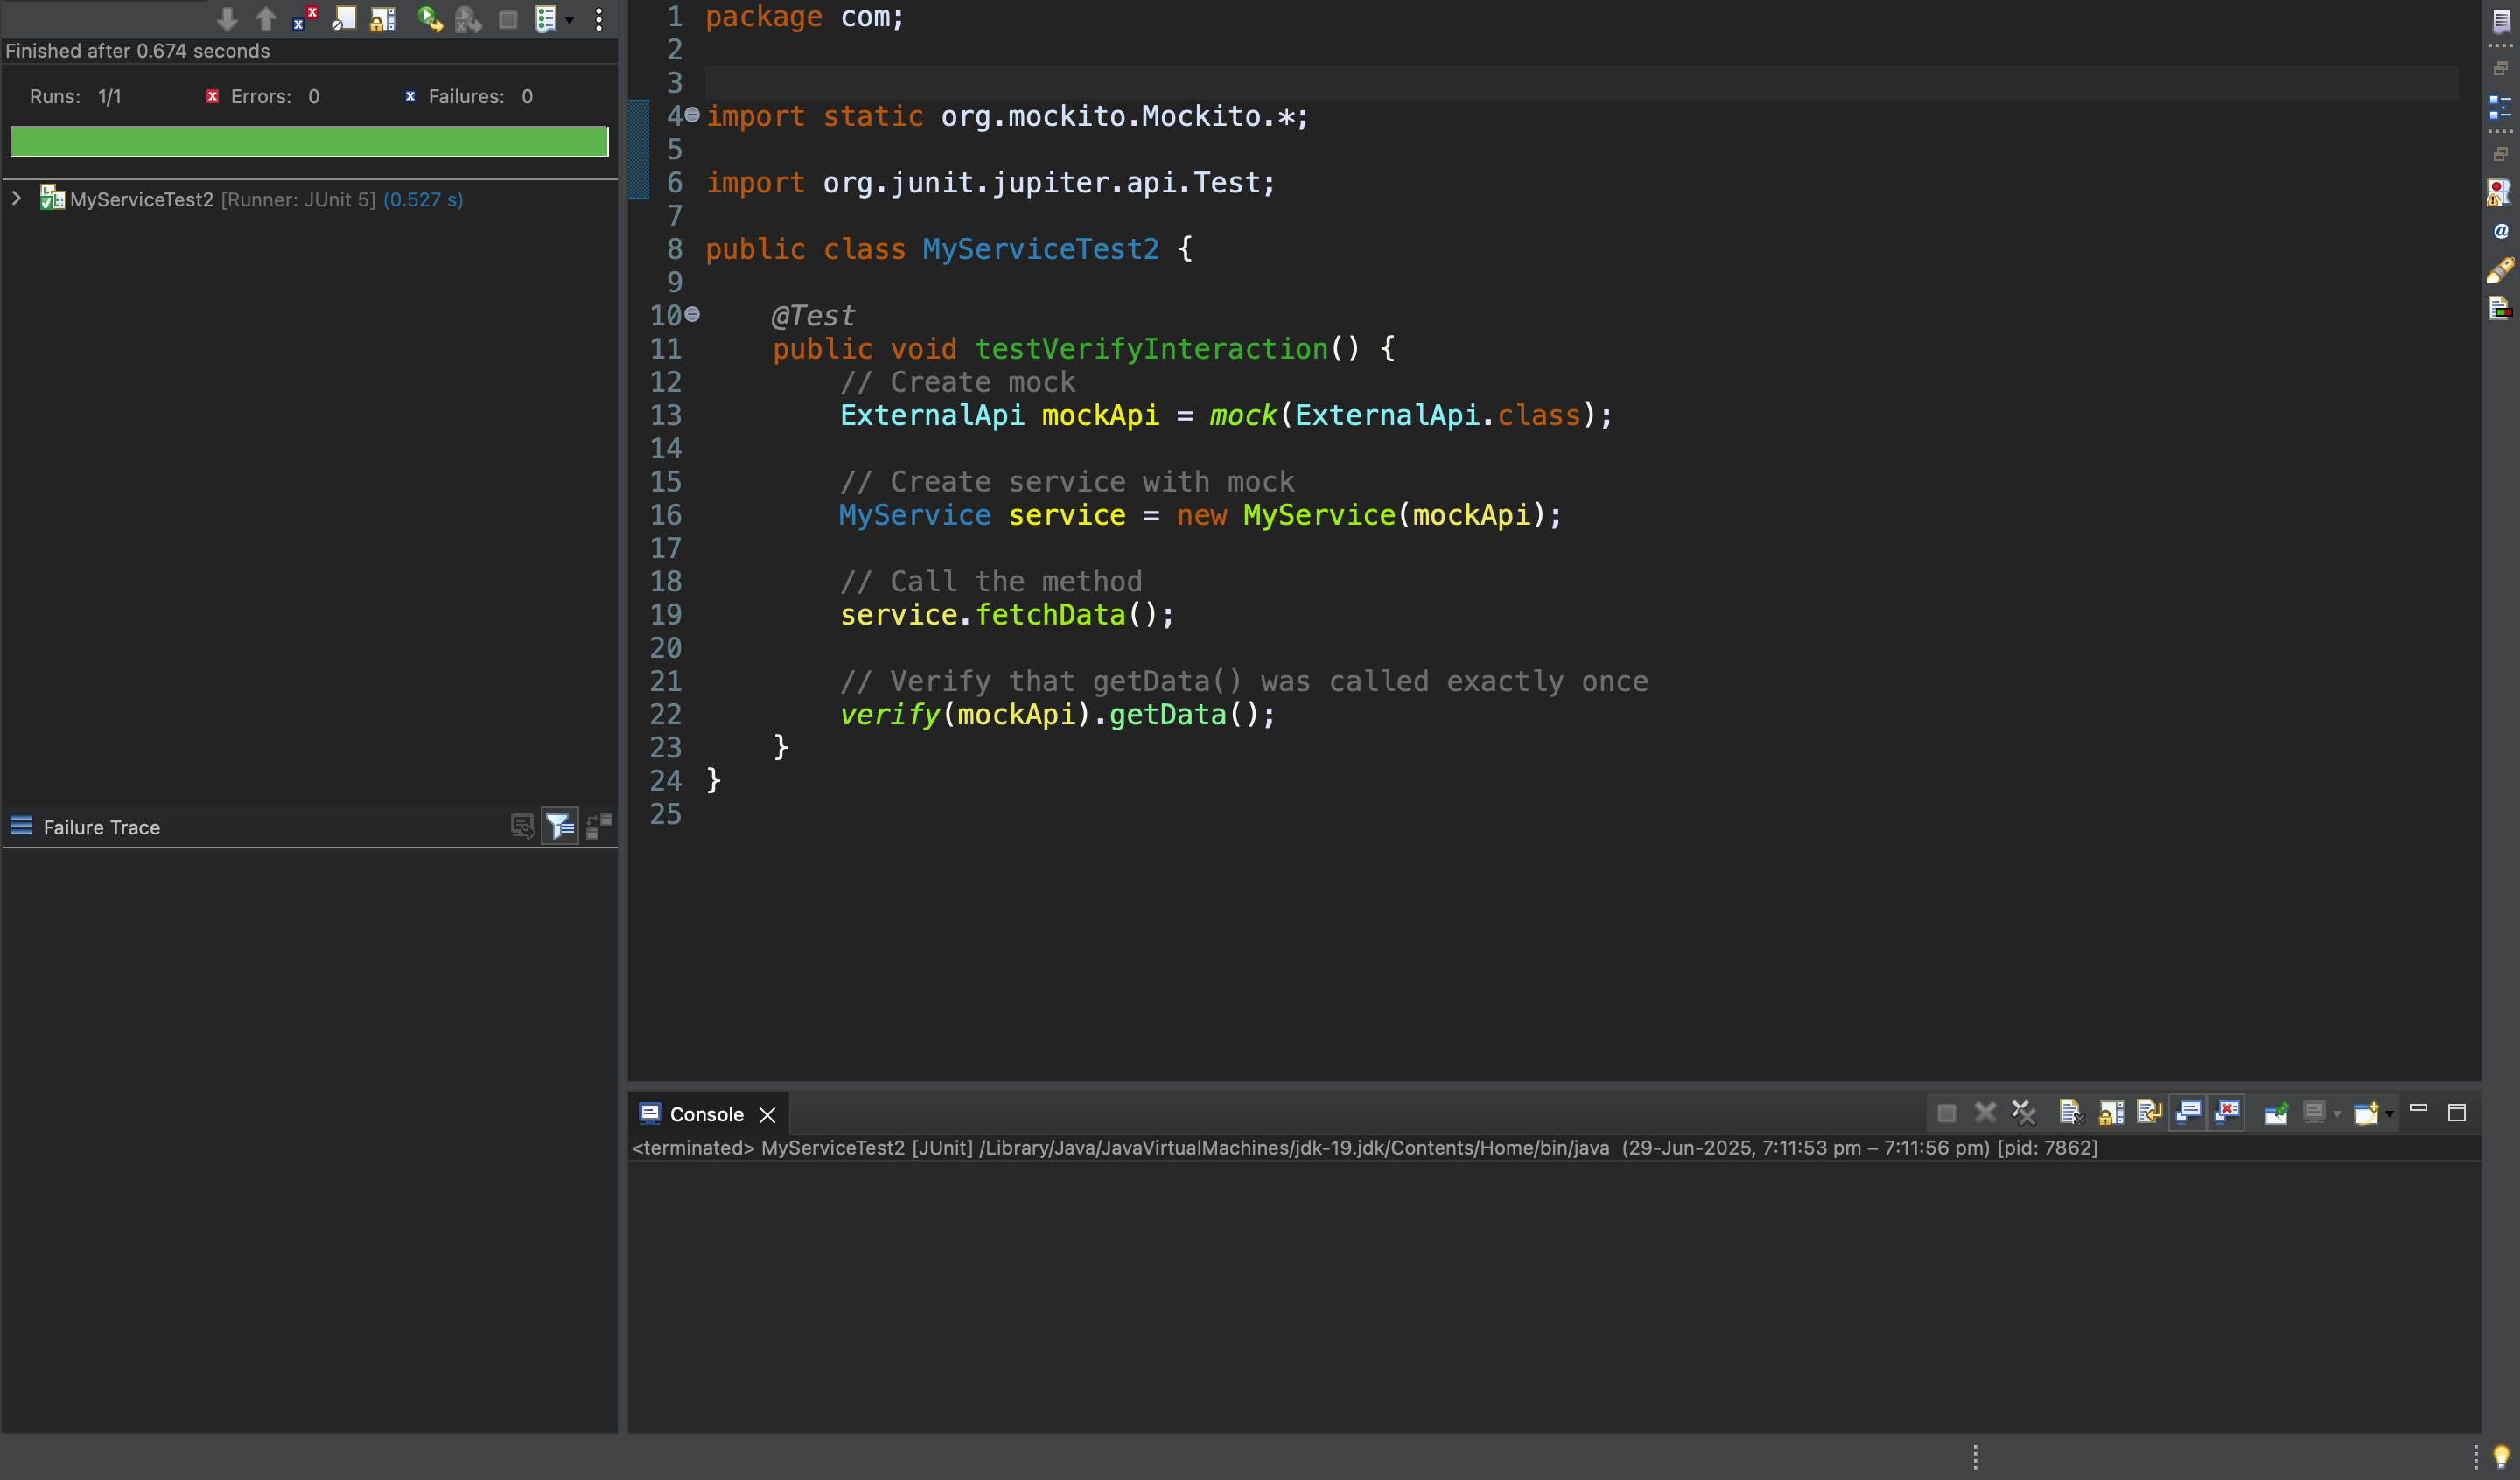 Finished after 0.674 seconds
Runs: 1/1 Errors: 0 Failures: 0
MyServiceTest2 [Runner: JUnit 5] (0.527 s)
Failure Trace
1 package com;
2
3
4 import static org.mockito.Mockito.*;
5
6 import org.junit.jupiter.api.Test;
7
8 public class MyServiceTest2 {
9
10 @Test
11 public void testVerifyInteraction() {
12 // Create mock
13 ExternalApi mockApi = mock(ExternalApi.class);
14
15 // Create service with mock
16 MyService service = new MyService(mockApi);
17
18 // Call the method
19 service.fetchData();
20
21 // Verify that getData() was called exactly once
22 verify(mockApi).getData();
23 }
24 }
25
Console
<terminated> MyServiceTest2 [JUnit] /Library/Java/JavaVirtualMachines/jdk-19.jdk/Contents/Home/bin/java (29-Jun-2025, 7:11:53 pm – 7:11:56 pm) [pid: 7862]